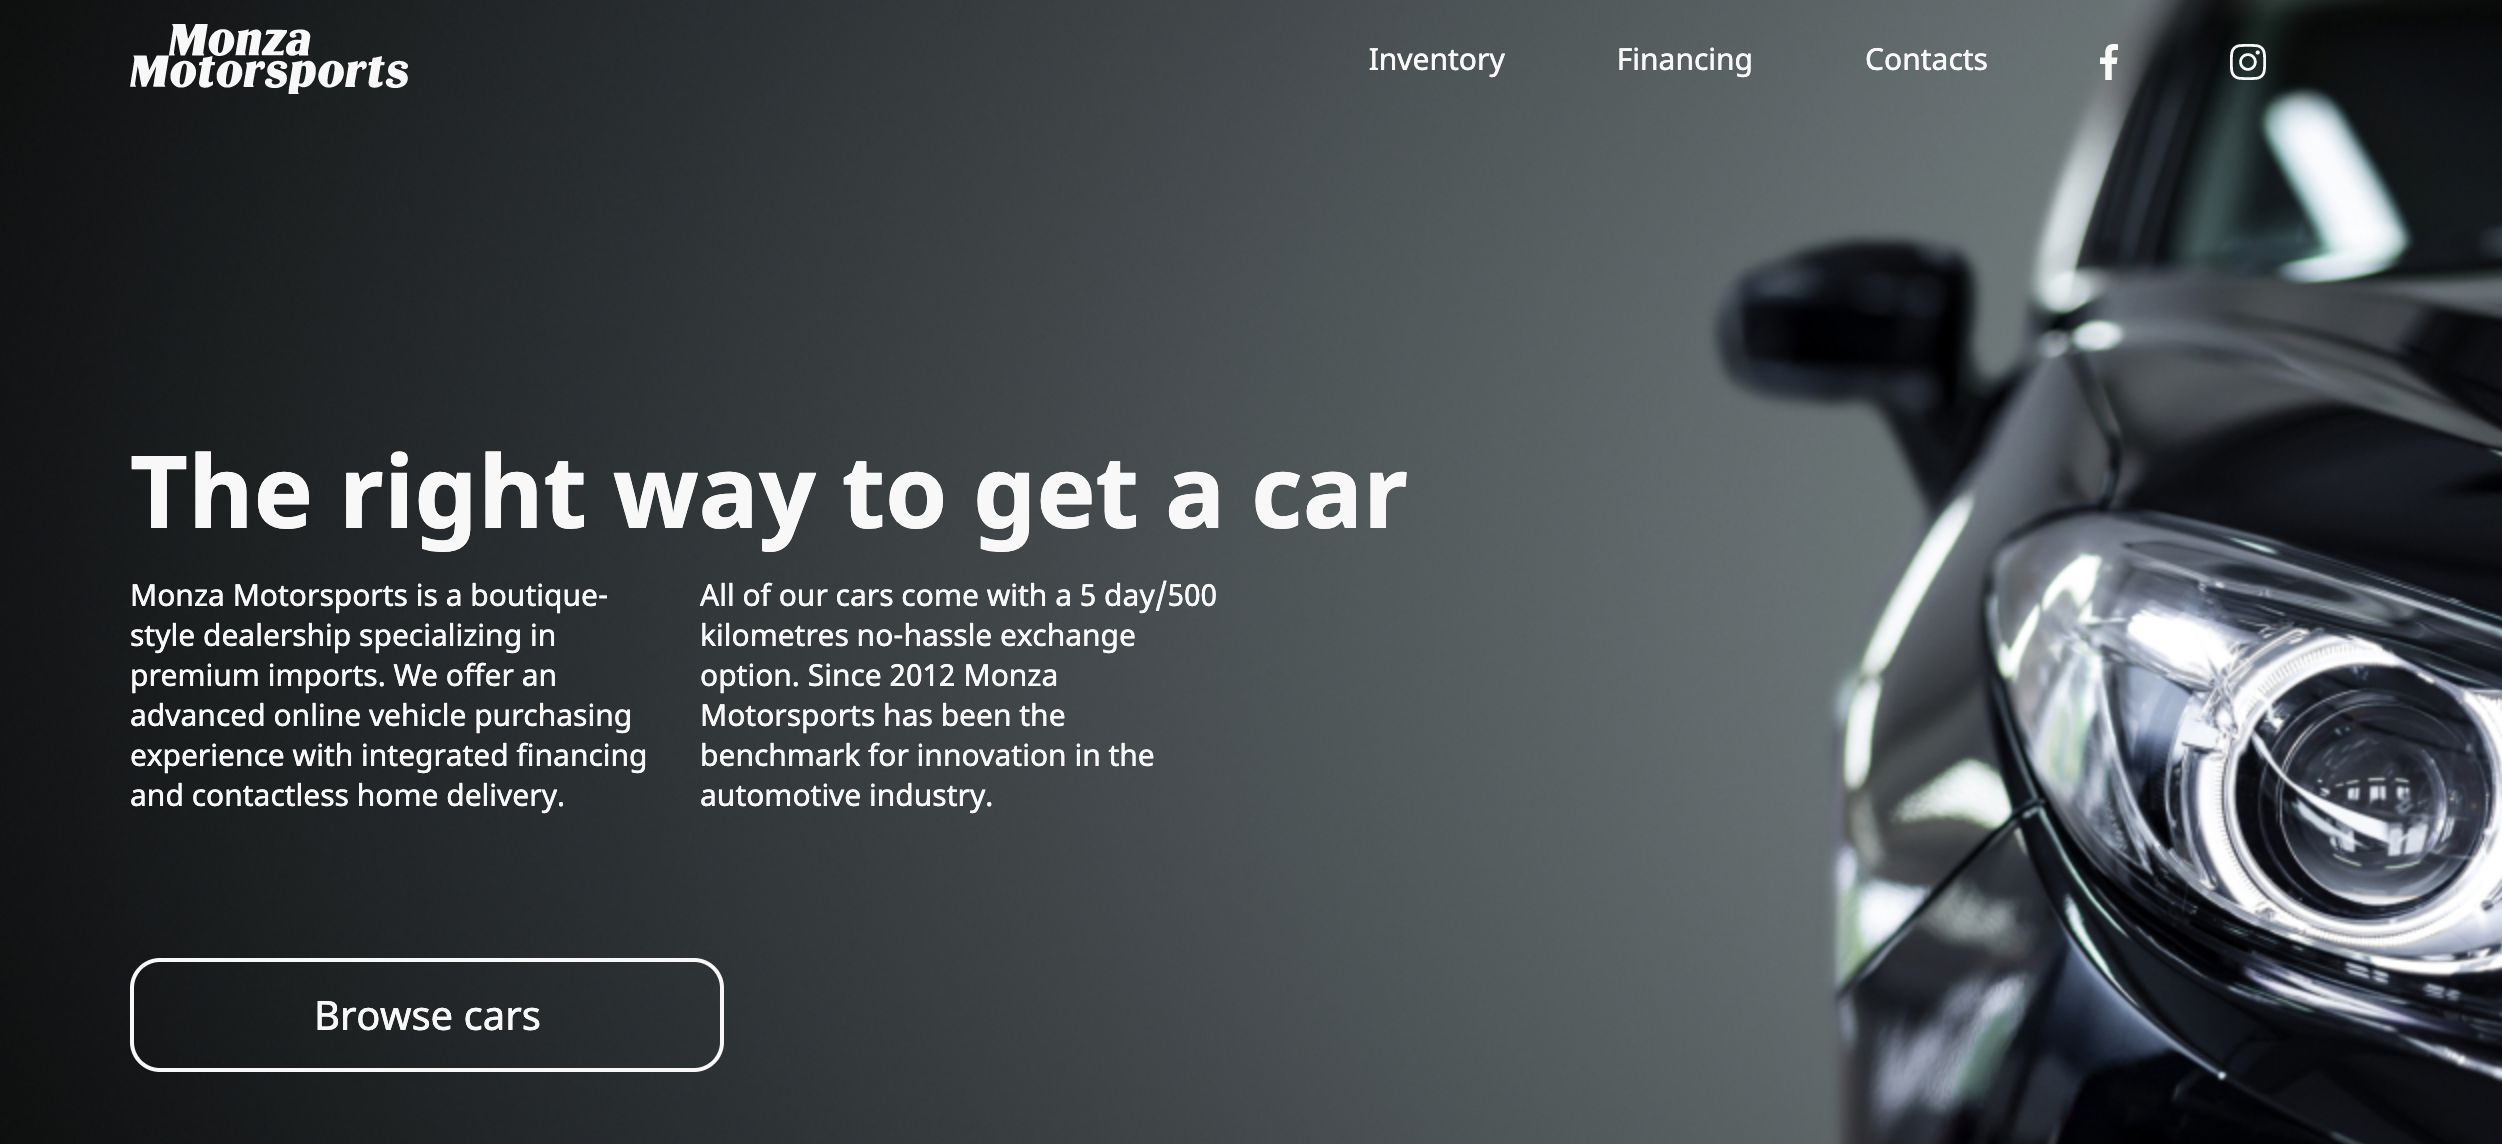 Monza
Motorsports
Inventory
Financing
Contacts
The right way to get a car
Monza Motorsports is a boutique-
style dealership specializing in
premium imports. We offer an
advanced online vehicle purchasing
experience with integrated financing
and contactless home delivery.
All of our cars come with a 5 day/500
kilometres no-hassle exchange
option. Since 2012 Monza
Motorsports has been the
benchmark for innovation in the
automotive industry.
Browse cars